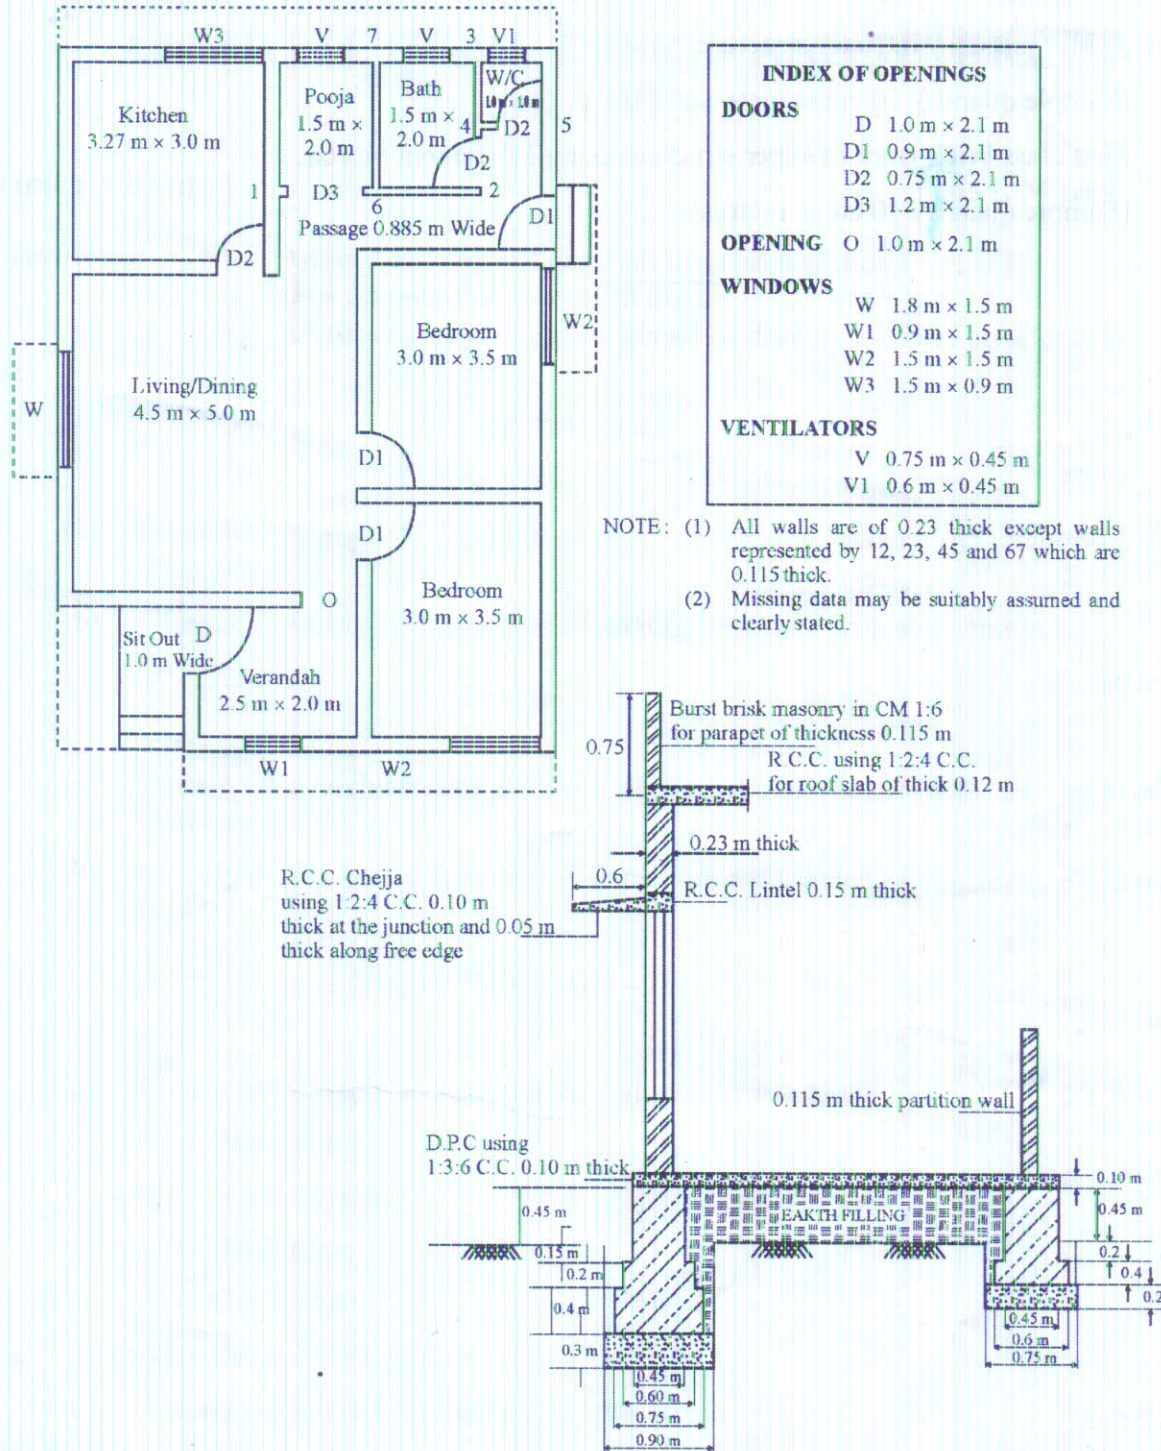 W3
V
7
V
3
V1
Kitchen
3.27 m × 3.0 m
Pooja
1.5 m ×
2.0 m
Bath
1.5 m ×
2.0 m
W/C
1.0 m × 1.0 m
4
D2
5
D2
1
D3
2
6
D1
Passage 0.885 m Wide
D2
W2
Bedroom
3.0 m × 3.5 m
W
Living/Dining
4.5 m × 5.0 m
D1
D1
Bedroom
3.0 m × 3.5 m
O
Sit Out
D
1.0 m Wide
Verandah
2.5 m × 2.0 m
W1
W2
INDEX OF OPENINGS
DOORS
D 1.0 m × 2.1 m
D1 0.9 m × 2.1 m
D2 0.75 m × 2.1 m
D3 1.2 m × 2.1 m
OPENING O 1.0 m × 2.1 m
WINDOWS
W 1.8 m × 1.5 m
W1 0.9 m × 1.5 m
W2 1.5 m × 1.5 m
W3 1.5 m × 0.9 m
VENTILATORS
V 0.75 m × 0.45 m
V1 0.6 m × 0.45 m
NOTE: (1) All walls are of 0.23 thick except walls
represented by 12, 23, 45 and 67 which are
0.115 thick.
(2) Missing data may be suitably assumed and
clearly stated.
0.75
Burst brisk masonry in CM 1:6
for parapet of thickness 0.115 m
R.C.C. using 1:2:4 C.C.
for roof slab of thick 0.12 m
0.23 m thick
0.6
R.C.C. Lintel 0.15 m thick
R.C.C. Chejja
using 1:2:4 C.C. 0.10 m
thick at the junction and 0.05 m
thick along free edge
0.115 m thick partition wall
D.P.C using
1:3:6 C.C. 0.10 m thick
0.10 m
0.45 m
0.45 m
EAKTH FILLING
0.15 m
0.2
0.2 m
0.4
0.2
0.4 m
0.3 m
0.45 m
0.6 m
0.75 m
0.45 m
0.60 m
0.75 m
0.90 m